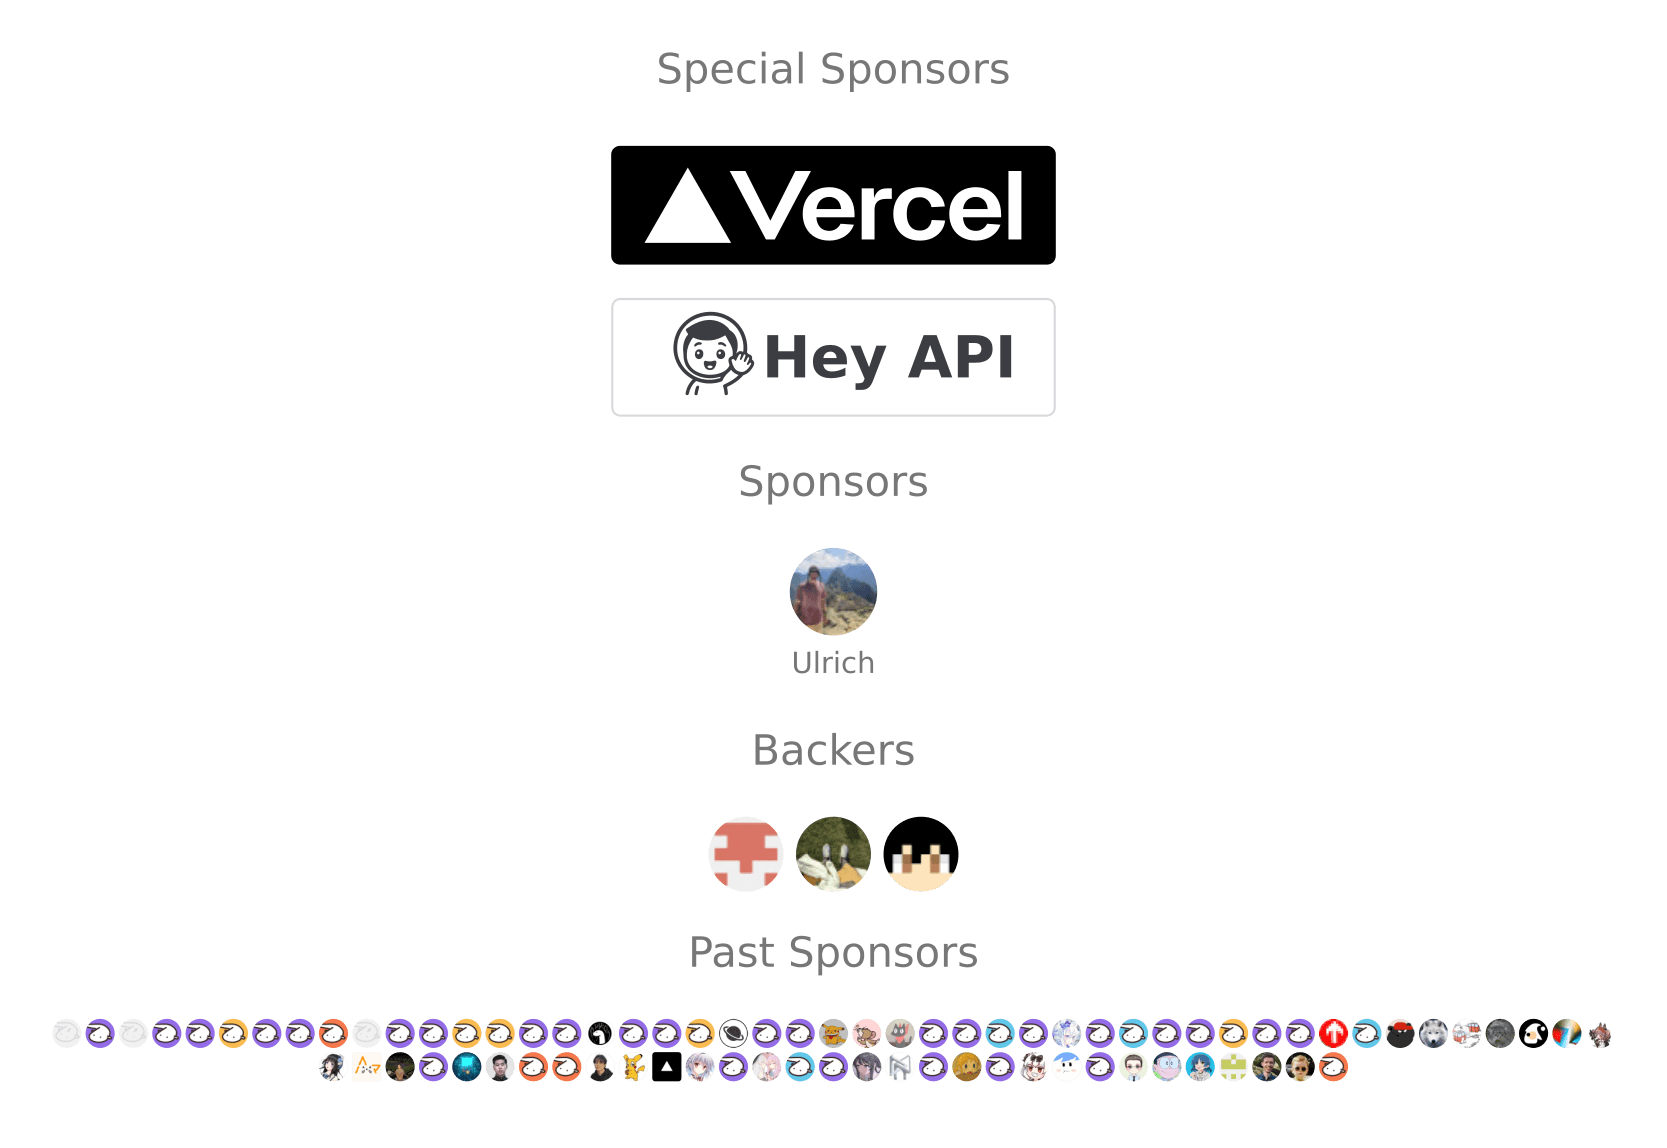 Special Sponsors
Vercel
Hey API
Sponsors
Ulrich
Backers
Past Sponsors